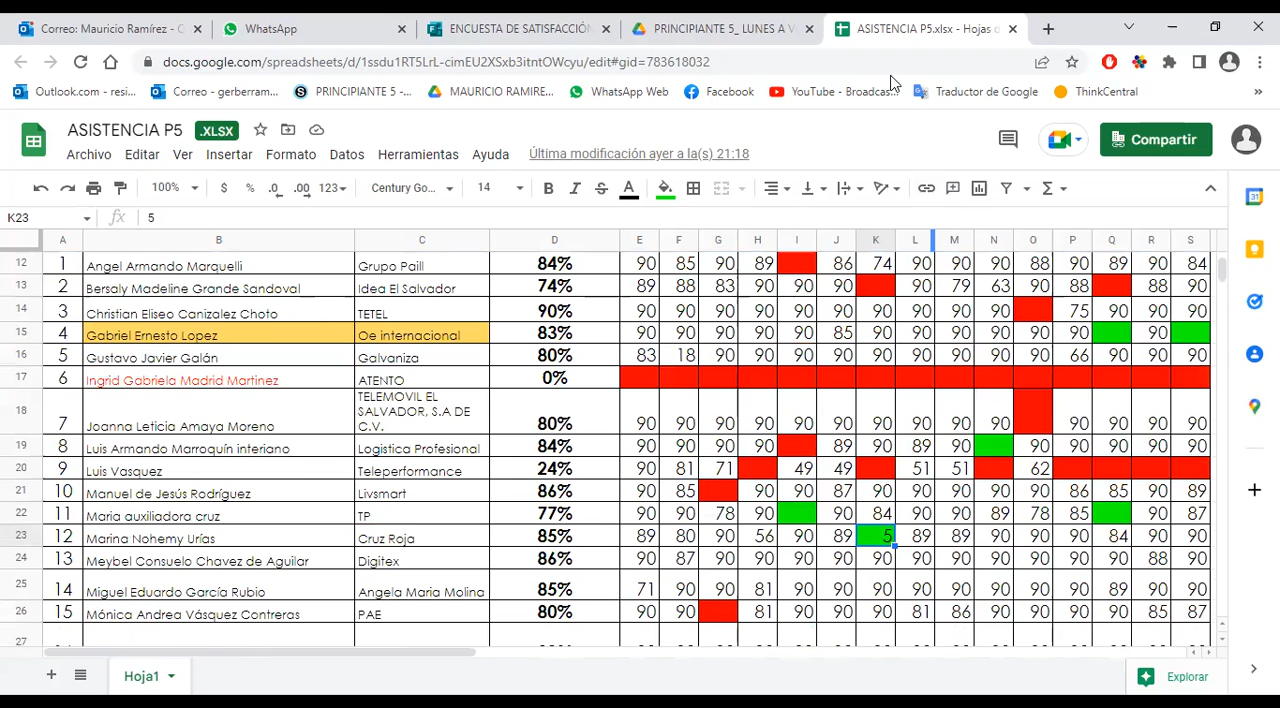 Correo: Mauricio Ramírez - G
WhatsApp
ENCUESTA DE SATISFACCIÓN
PRINCIPIANTE 5_ LUNES A V
ASISTENCIA P5.xlsx - Hojas d
Outlook.com - resi...
Correo - gerberram...
PRINCIPIANTE 5 -...
MAURICIO RAMIRE...
WhatsApp Web
Facebook
YouTube - Broadcas...
Traductor de Google
ThinkCentral
»
ASISTENCIA P5 .XLSX
Compartir
Archivo Editar Ver Insertar Formato Datos Herramientas Ayuda Última modificación ayer a la(s) 21:18
100% $ % .0 .00 123 Century Go... 14 B I S A Σ
K23 fx 5
A B C D E F G H I J K L M N O P Q R S
12 1 Angel Armando Marquelli Grupo Paill 84% 90 85 90 89 86 74 90 90 90 88 90 89 90 84
13 2 Bersaly Madeline Grande Sandoval Idea El Salvador 74% 89 88 83 90 90 90 90 79 63 90 88 88 90
14 3 Christian Eliseo Canizalez Choto TETEL 90% 90 90 90 90 90 90 90 90 90 90 75 90 90 90
15 4 Gabriel Ernesto Lopez Oe internacional 83% 90 90 90 90 90 85 90 90 90 90 90 90 90
16 5 Gustavo Javier Galán Galvaniza 80% 83 18 90 90 90 90 90 90 90 90 90 66 90 90 90
17 6 Ingrid Gabriela Madrid Martinez ATENTO 0%
TELEMOVIL EL
SALVADOR, S.A DE
18 7 Joanna Leticia Amaya Moreno C.V. 80% 90 90 90 90 90 90 90 90 90 90 90 90 90 90
19 8 Luis Armando Marroquín inferiano Logistica Profesional 84% 90 90 90 90 89 90 89 90 90 90 90 90 90
20 9 Luis Vasquez Teleperformance 24% 90 81 71 49 49 51 51 62
21 10 Manuel de Jesús Rodríguez Livsmart 86% 90 85 90 90 87 90 90 90 90 90 86 85 90 89
22 11 Maria auxiliadora cruz TP 77% 90 90 78 90 90 84 90 90 89 78 85 90 87
23 12 Marina Nohemy Urías Cruz Roja 85% 89 80 90 56 90 89 5 89 89 90 90 90 84 90 90
24 13 Meybel Consuelo Chavez de Aguilar Digitex 86% 90 87 90 90 90 90 90 90 90 90 90 90 90 88 90
25 14 Miguel Eduardo García Rubio Angela Maria Molina 85% 71 90 90 81 90 90 90 90 90 90 90 90 89 90 90
26 15 Mónica Andrea Vásquez Contreras PAE 80% 90 90 81 90 90 90 81 86 90 90 90 90 85 87
27
Hoja1
Explorar